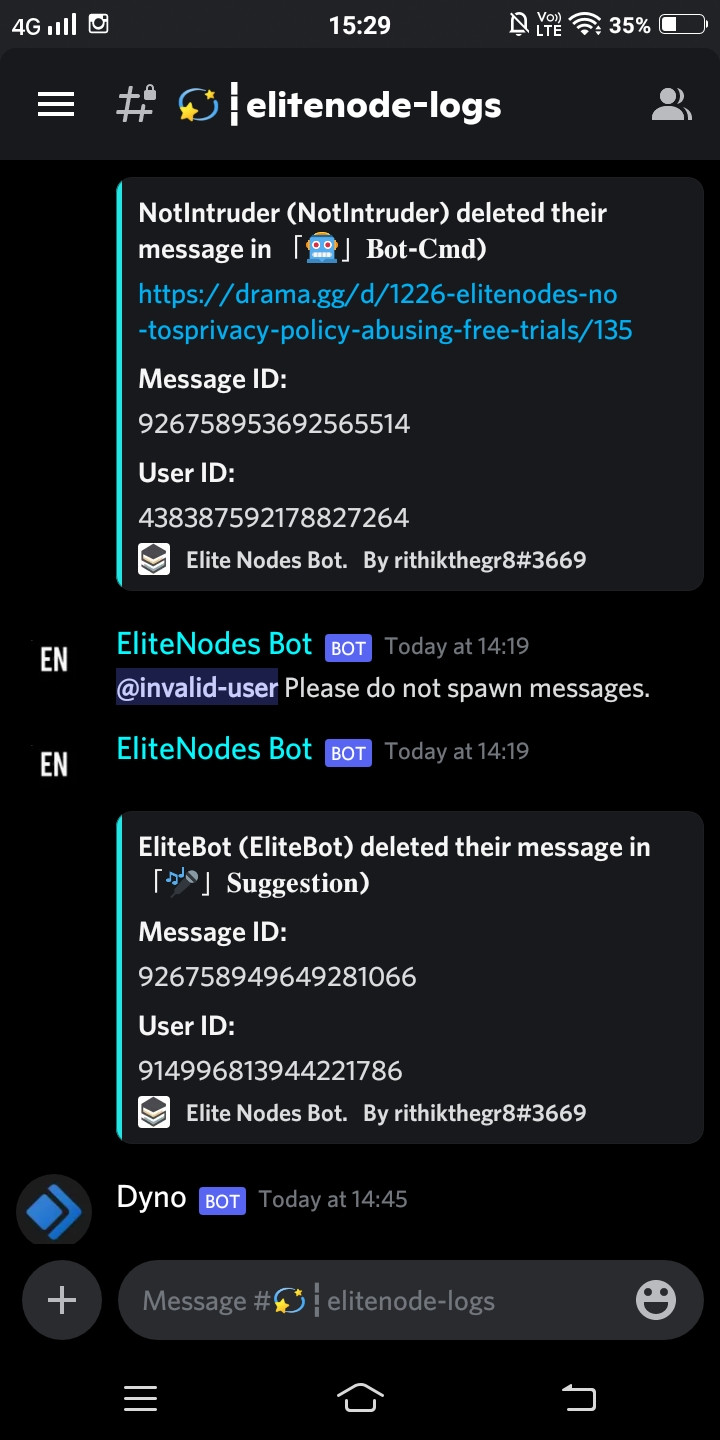 4G 15:29 Vo)) LTE 35%
# 💫┇elitenode-logs
NotIntruder (NotIntruder) deleted their
message in 「🤖」 𝐁𝐨𝐭-𝐂𝐦𝐝)
https://drama.gg/d/1226-elitenodes-no
-tosprivacy-policy-abusing-free-trials/135
Message ID:
926758953692565514
User ID:
438387592178827264
Elite Nodes Bot. By rithikthegr8#3669
EN
EliteNodes Bot BOT Today at 14:19
@invalid-user Please do not spawn messages.
EN
EliteNodes Bot BOT Today at 14:19
EliteBot (EliteBot) deleted their message in
「🎤」 𝐒𝐮𝐠𝐠𝐞𝐬𝐭𝐢𝐨𝐧)
Message ID:
926758949649281066
User ID:
914996813944221786
Elite Nodes Bot. By rithikthegr8#3669
Dyno BOT Today at 14:45
Message #💫┇elitenode-logs